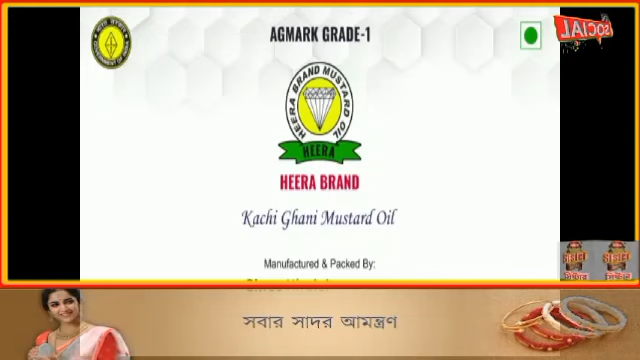 AGMARK GRADE-1
SOCIAL
HEERA BRAND MUSTARD OIL
HEERA
HEERA BRAND
Kachi Ghani Mustard Oil
Manufactured & Packed By:
সবার সাদর আমন্ত্রণ